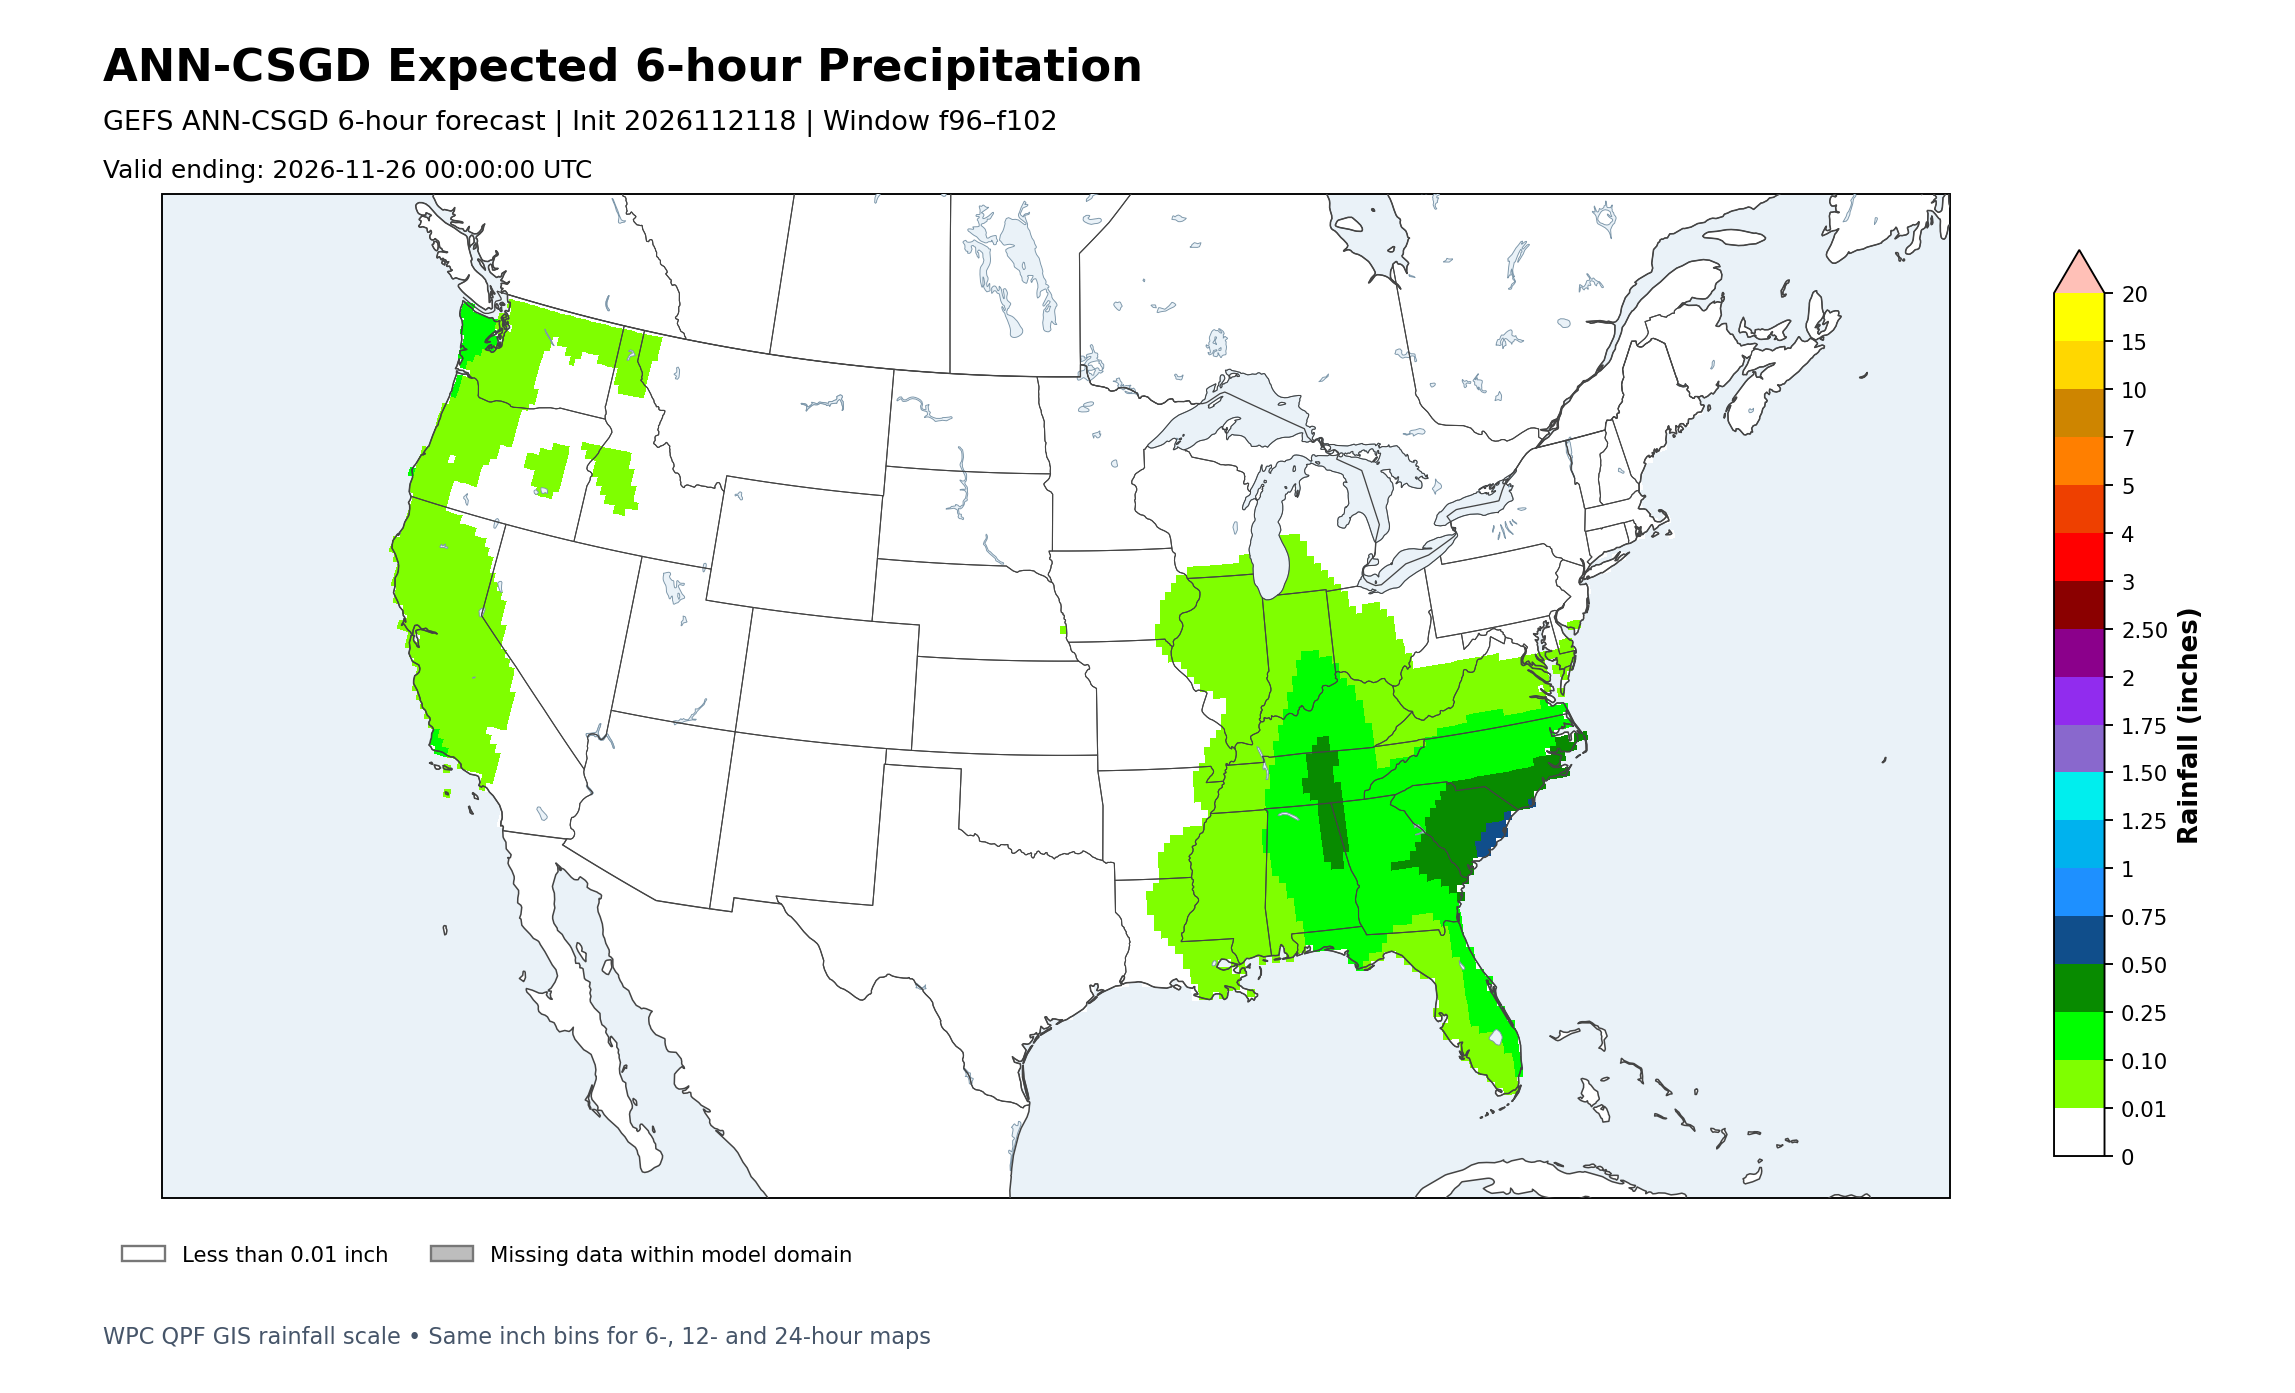 ANN-CSGD Expected 6-hour Precipitation
GEFS ANN-CSGD 6-hour forecast | Init 2026112118 | Window f96–f102
Valid ending: 2026-11-26 00:00:00 UTC
20
15
10
7
5
4
3
2.50
2
1.75
1.50
1.25
1
0.75
0.50
0.25
0.10
0.01
0
Rainfall (inches)
Less than 0.01 inch
Missing data within model domain
WPC QPF GIS rainfall scale • Same inch bins for 6-, 12- and 24-hour maps